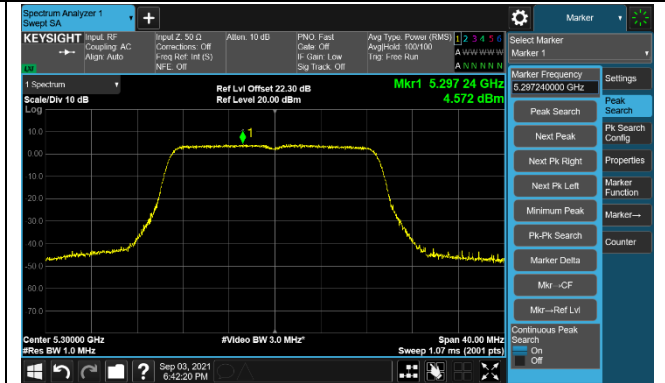 Spectrum Analyzer 1
Swept SA
+
Marker
KEYSIGHT
Input: RF
Coupling: AC
Align: Auto
Input Z: 50 Ω
Corrections: Off
Freq Ref: Int (S)
NFE: Off
Atten: 10 dB
PNO: Fast
Gate: Off
IF Gain: Low
Sig Track: Off
Avg Type: Power (RMS)
Avg|Hold: 100/100
Trig: Free Run
1 2 3 4 5 6
A W W W W W
A N N N N N
Select Marker
Marker 1
1 Spectrum
Scale/Div 10 dB
Log
Ref Lvl Offset 22.30 dB
Ref Level 20.00 dBm
Mkr1 5.297 24 GHz
4.572 dBm
Marker Frequency
5.297240000 GHz
Peak Search
Next Peak
Next Pk Right
Next Pk Left
Minimum Peak
Pk-Pk Search
Marker Delta
Mkr→CF
Mkr→Ref Lvl
Continuous Peak
Search
On
Off
Settings
Peak
Search
Pk Search
Config
Properties
Marker
Function
Marker→
Counter
1
10.0
0.00
-10.0
-20.0
-30.0
-40.0
-50.0
-60.0
-70.0
Center 5.30000 GHz
#Res BW 1.0 MHz
#Video BW 3.0 MHz*
Span 40.00 MHz
Sweep 1.07 ms (2001 pts)
?
Sep 03, 2021
6:42:20 PM